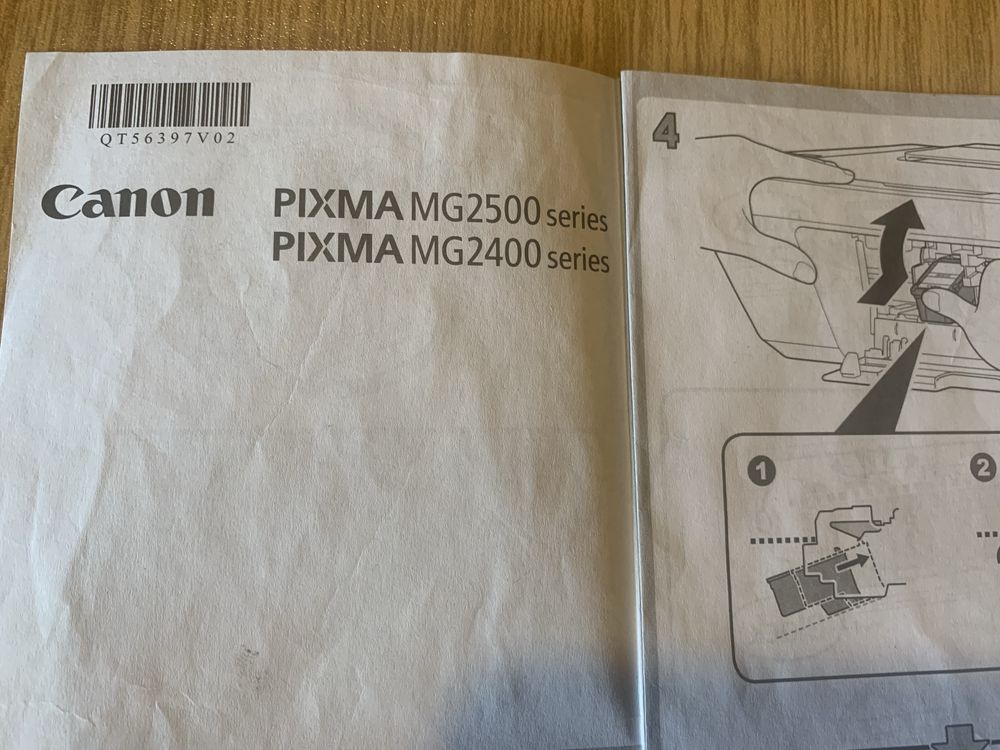 QT56397V02
Canon
PIXMA MG2500 series
PIXMA MG2400 series
4
1
2